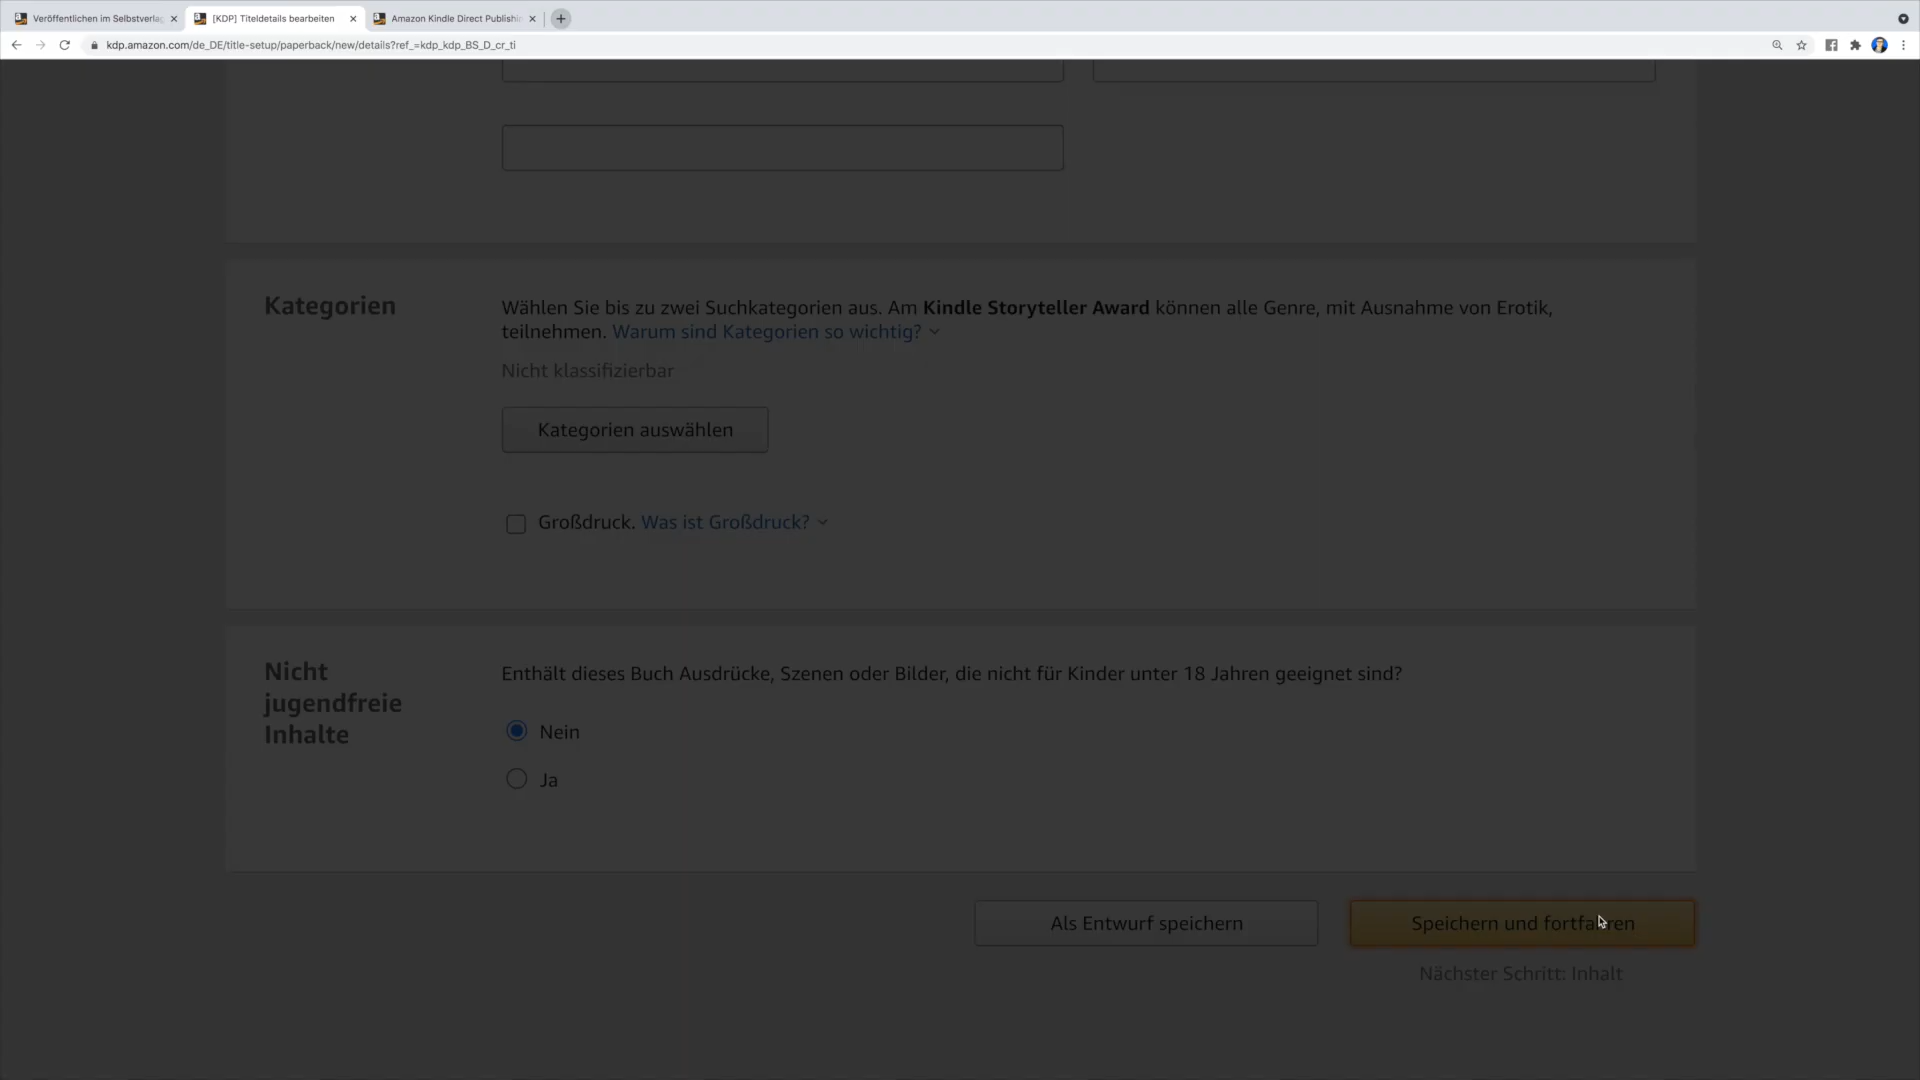 Veröffentlichen im Selbstverlag
[KDP] Titeldetails bearbeiten
Amazon Kindle Direct Publishin
kdp.amazon.com/de_DE/title-setup/paperback/new/details?ref_=kdp_kdp_BS_D_cr_ti
Kategorien
Wählen Sie bis zu zwei Suchkategorien aus. Am Kindle Storyteller Award können alle Genre, mit Ausnahme von Erotik,
teilnehmen. Warum sind Kategorien so wichtig?
Nicht klassifizierbar
Kategorien auswählen
Großdruck. Was ist Großdruck?
Nicht
jugendfreie
Inhalte
Enthält dieses Buch Ausdrücke, Szenen oder Bilder, die nicht für Kinder unter 18 Jahren geeignet sind?
Nein
Ja
Als Entwurf speichern
Speichern und fortfahren
Nächster Schritt: Inhalt